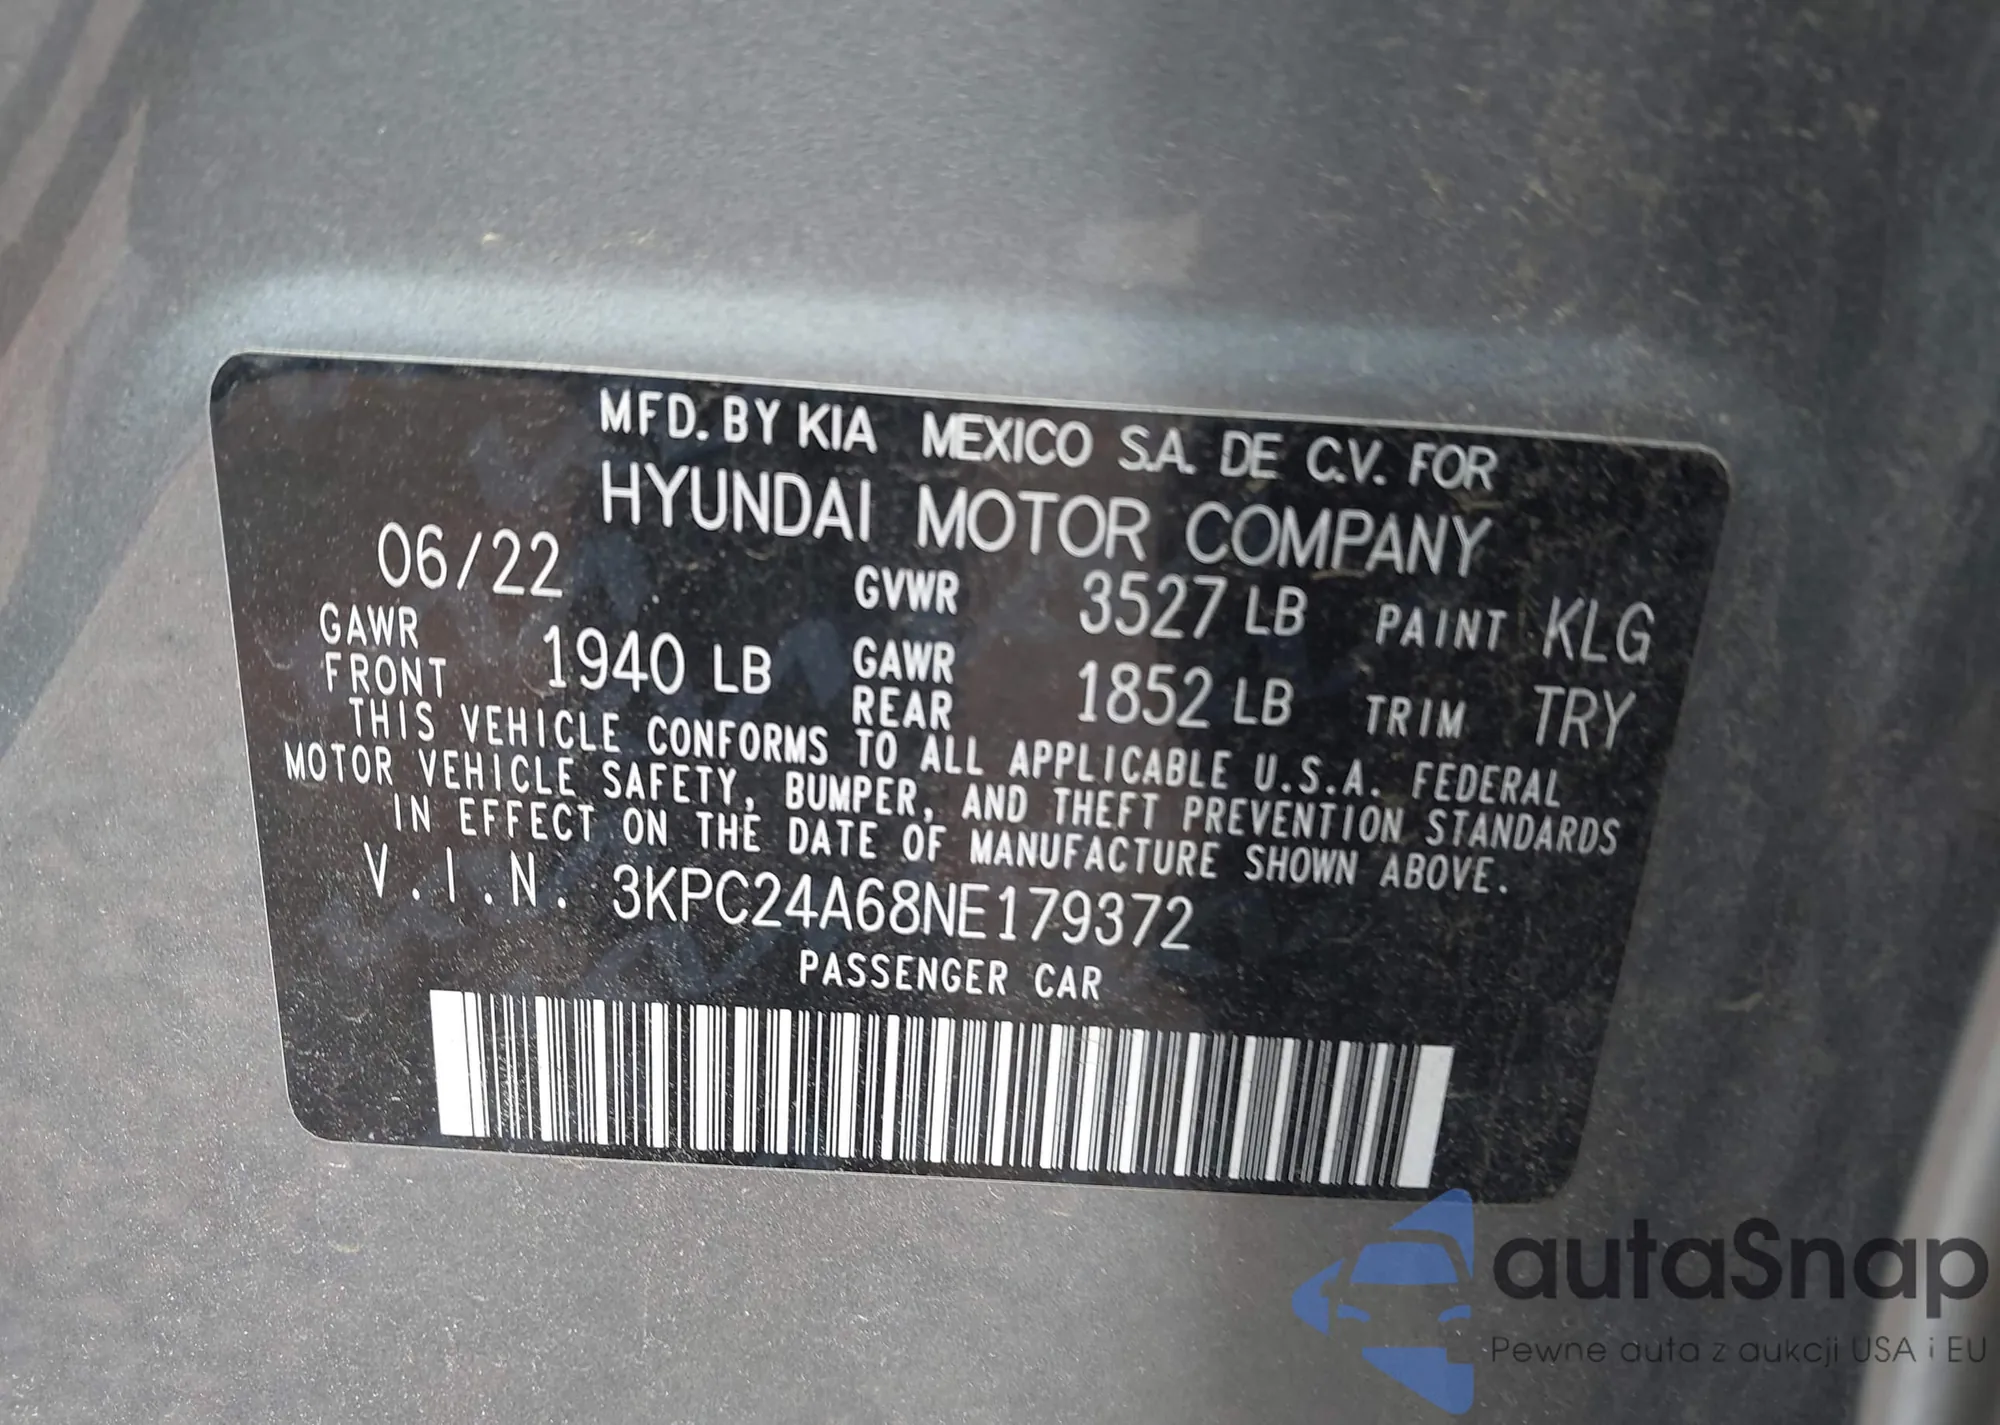 MFD. BY KIA MEXICO S.A. DE C.V. FOR
HYUNDAI MOTOR COMPANY
06/22 GVWR 3527 LB PAINT KLG
GAWR FRONT 1940 LB GAWR REAR 1852 LB TRIM TRY
THIS VEHICLE CONFORMS TO ALL APPLICABLE U.S.A. FEDERAL
MOTOR VEHICLE SAFETY, BUMPER, AND THEFT PREVENTION STANDARDS
IN EFFECT ON THE DATE OF MANUFACTURE SHOWN ABOVE.
V.I.N. 3KPC24A68NE179372
PASSENGER CAR
autaSnap
Pewne auta z aukcji USA i EU